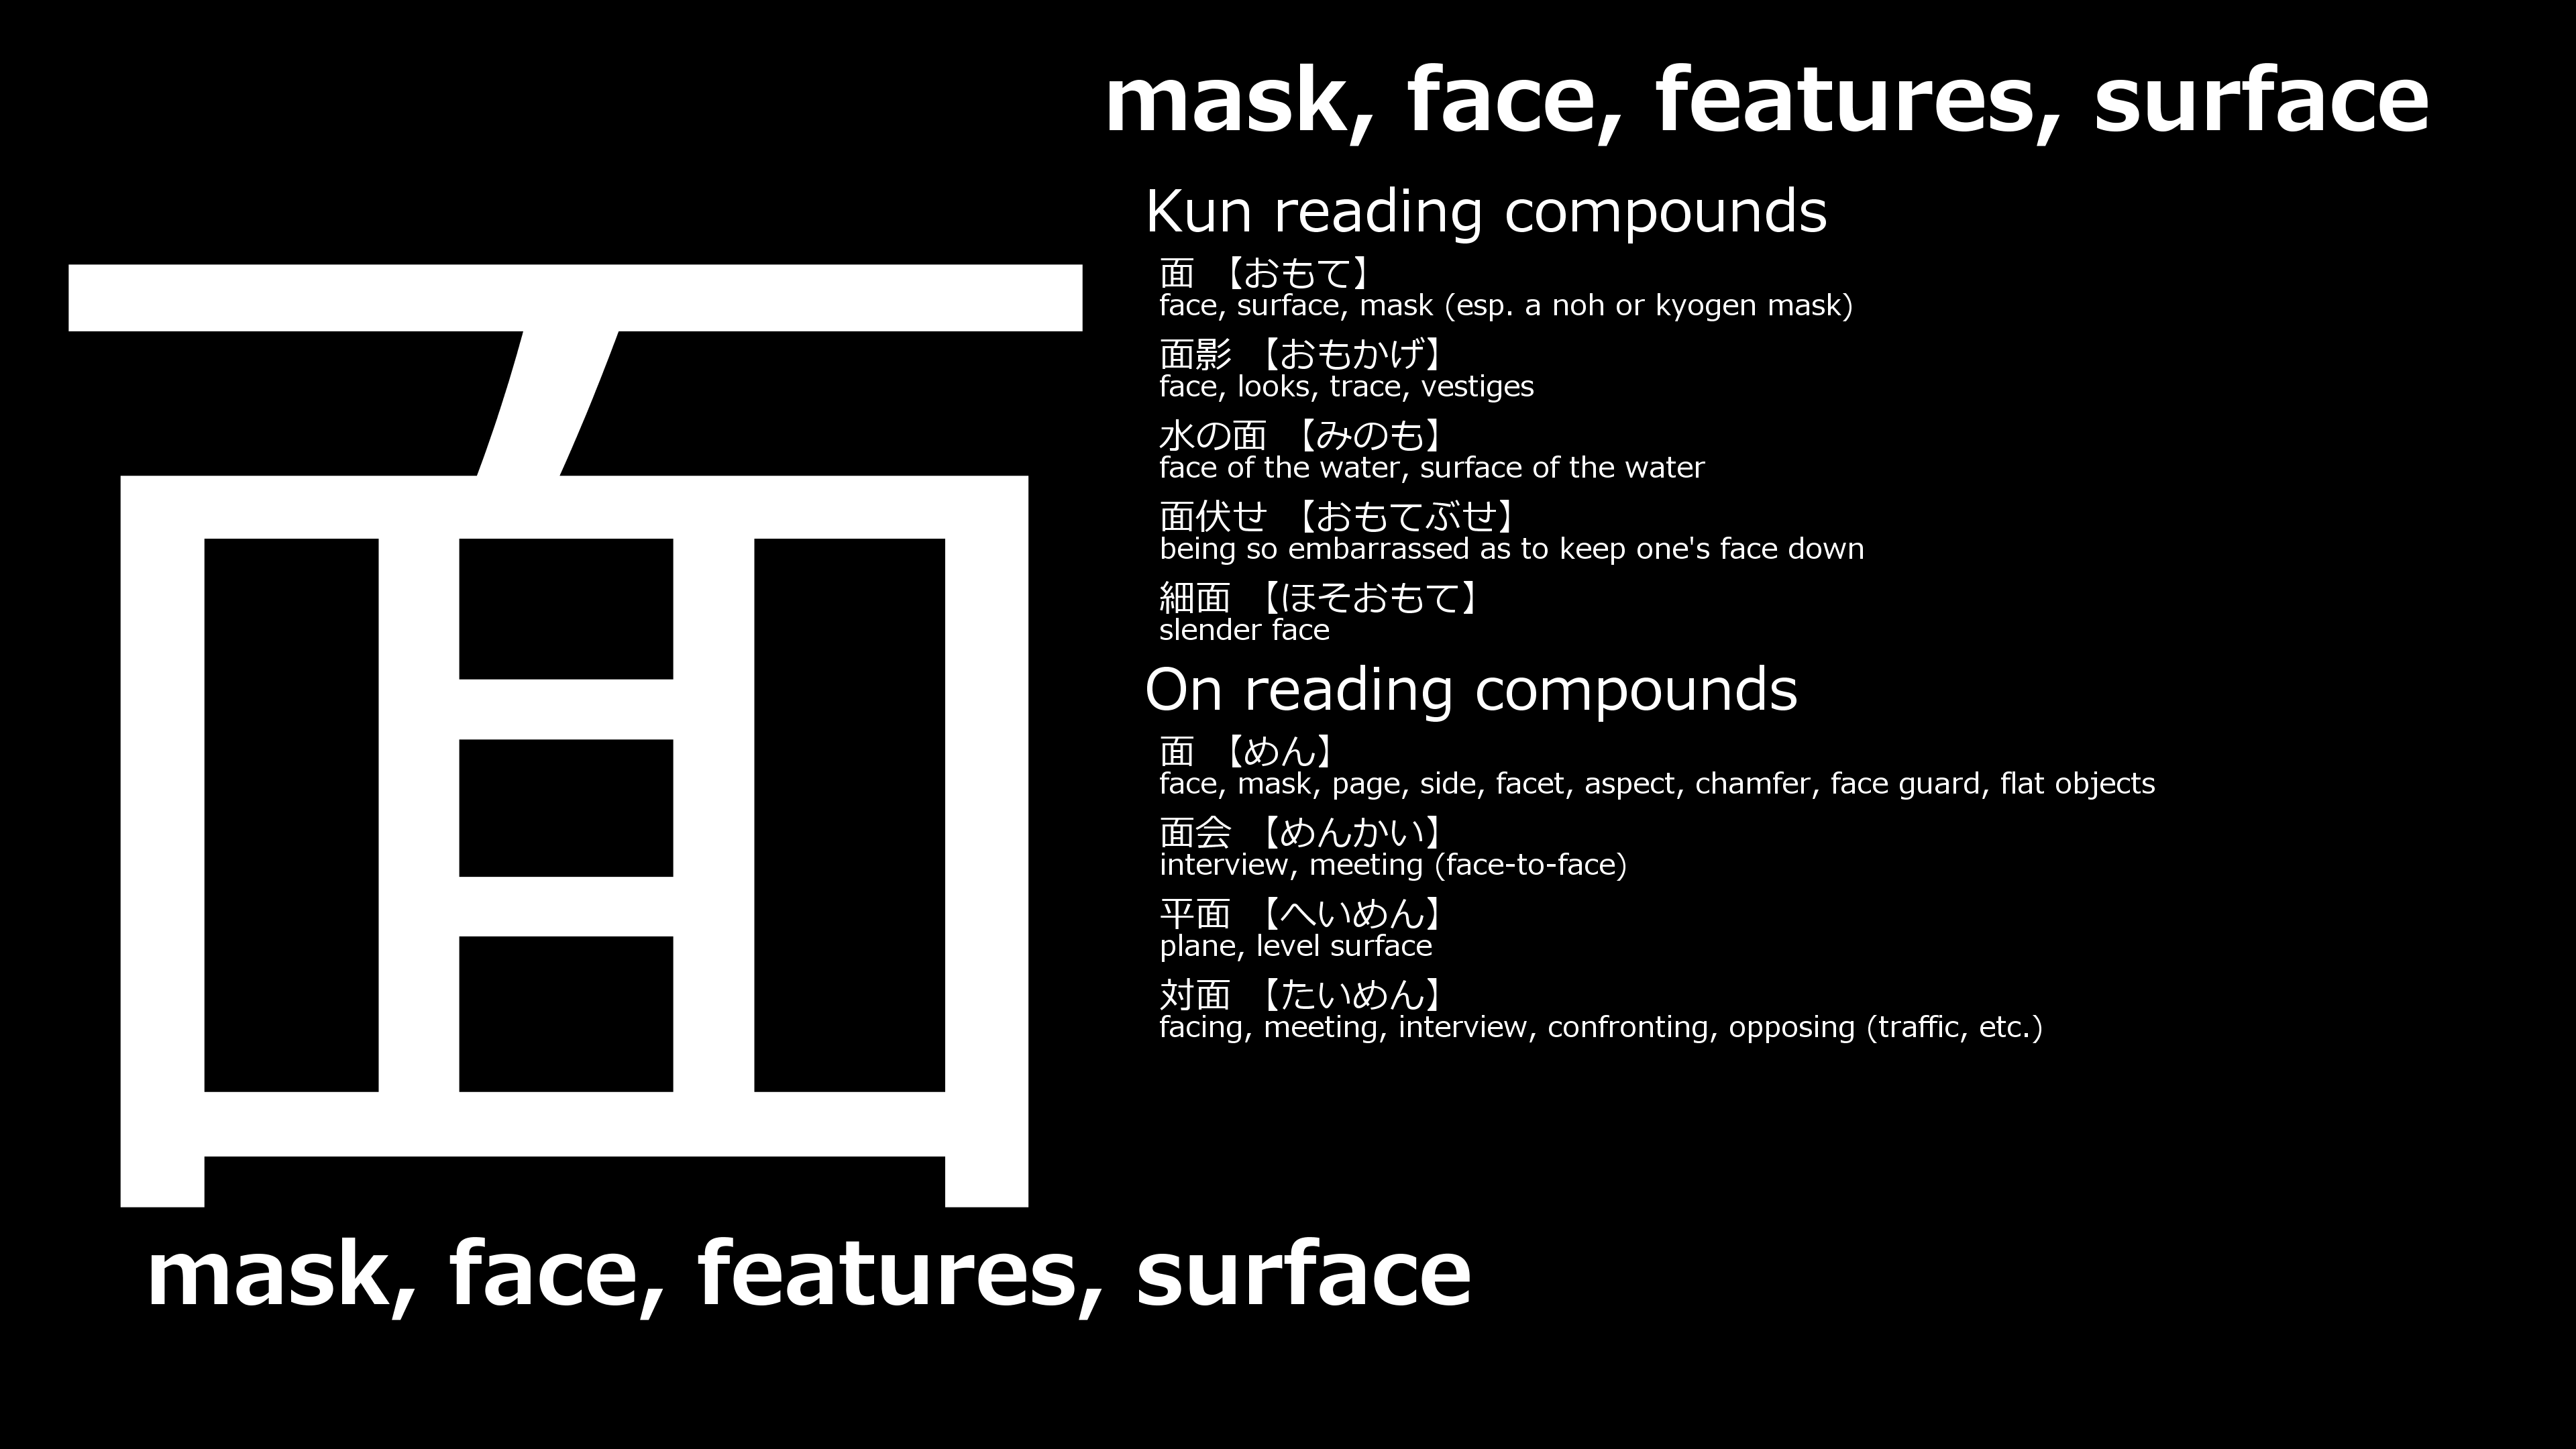 面
mask, face, features, surface
mask, face, features, surface
Kun reading compounds
面 【おもて】
face, surface, mask (esp. a noh or kyogen mask)
面影 【おもかげ】
face, looks, trace, vestiges
水の面 【みのも】
face of the water, surface of the water
面伏せ 【おもてぶせ】
being so embarrassed as to keep one's face down
細面 【ほそおもて】
slender face
On reading compounds
面 【めん】
face, mask, page, side, facet, aspect, chamfer, face guard, flat objects
面会 【めんかい】
interview, meeting (face-to-face)
平面 【へいめん】
plane, level surface
対面 【たいめん】
facing, meeting, interview, confronting, opposing (traffic, etc.)